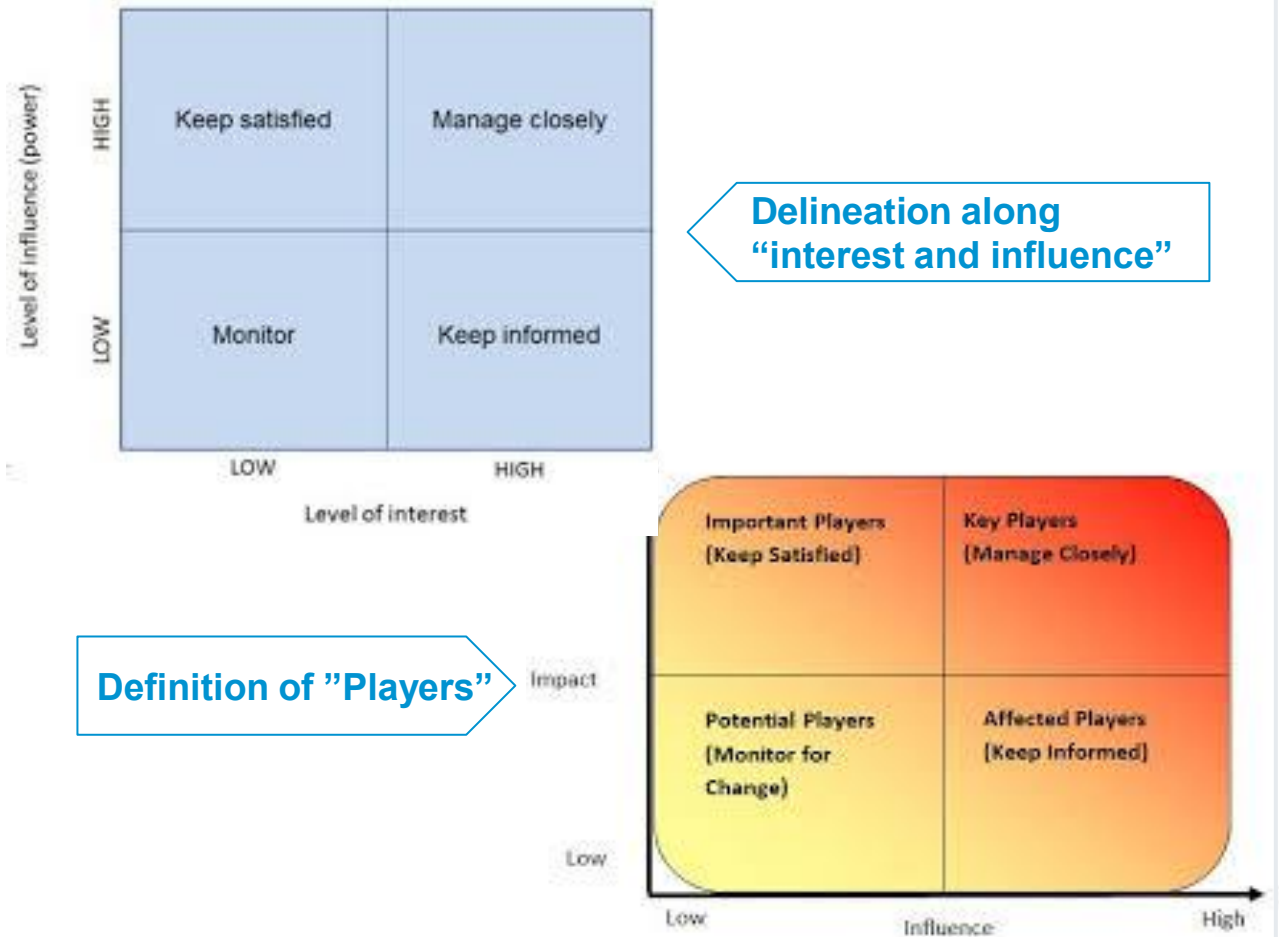 Level of influence (power)
HIGH
LOW
Keep satisfied
Manage closely
Monitor
Keep informed
LOW
HIGH
Level of interest
Delineation along
“interest and influence”
Definition of ”Players”
Impact
Low
Important Players
(Keep Satisfied)
Key Players
(Manage Closely)
Potential Players
(Monitor for
Change)
Affected Players
(Keep Informed)
Low
Influence
High